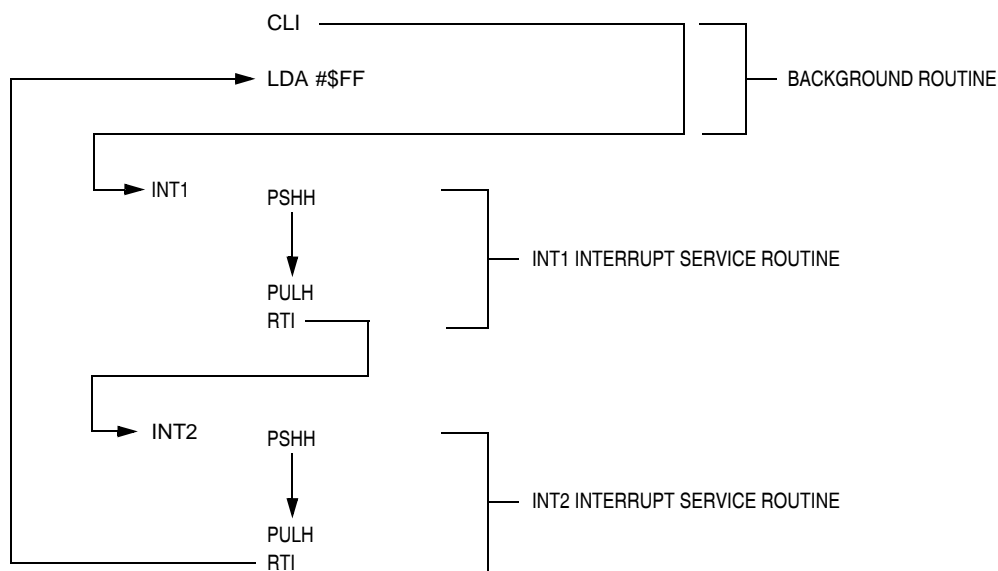 CLI
LDA #$FF
BACKGROUND ROUTINE
INT1
PSHH
INT1 INTERRUPT SERVICE ROUTINE
PULH
RTI
INT2
PSHH
INT2 INTERRUPT SERVICE ROUTINE
PULH
RTI